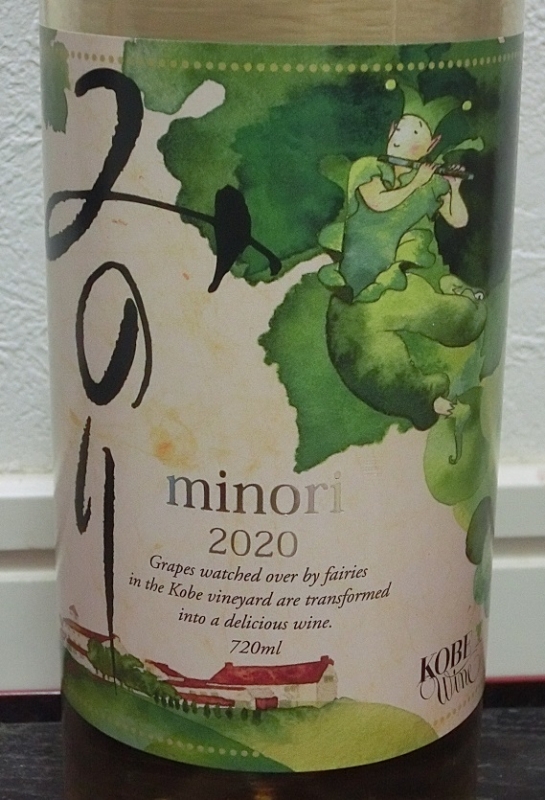 みのり
minori
2020
Grapes watched over by fairies
in the Kobe vineyard are transformed
into a delicious wine.
720ml
KOBE
Wine